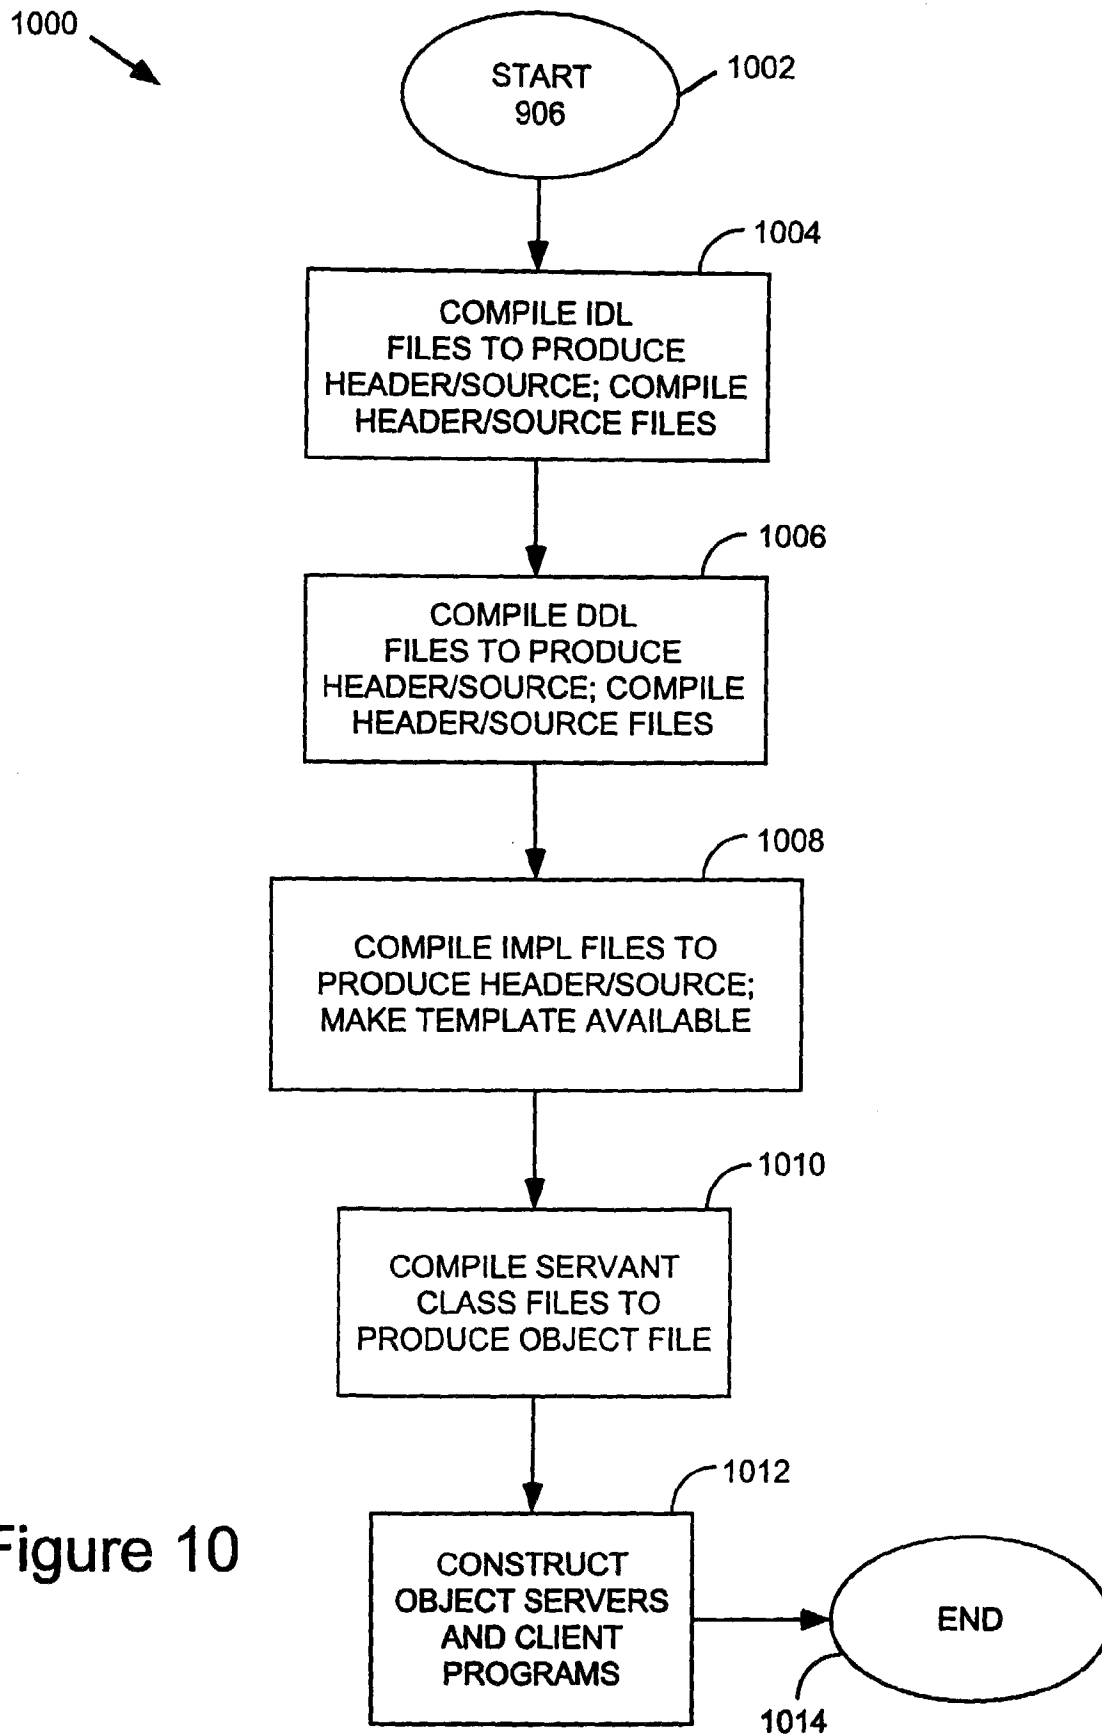 1000
START
906
1002
1004
COMPILE IDL
FILES TO PRODUCE
HEADER/SOURCE; COMPILE
HEADER/SOURCE FILES
1006
COMPILE DDL
FILES TO PRODUCE
HEADER/SOURCE; COMPILE
HEADER/SOURCE FILES
1008
COMPILE IMPL FILES TO
PRODUCE HEADER/SOURCE;
MAKE TEMPLATE AVAILABLE
1010
COMPILE SERVANT
CLASS FILES TO
PRODUCE OBJECT FILE
1012
CONSTRUCT
OBJECT SERVERS
AND CLIENT
PROGRAMS
END
1014
Figure 10